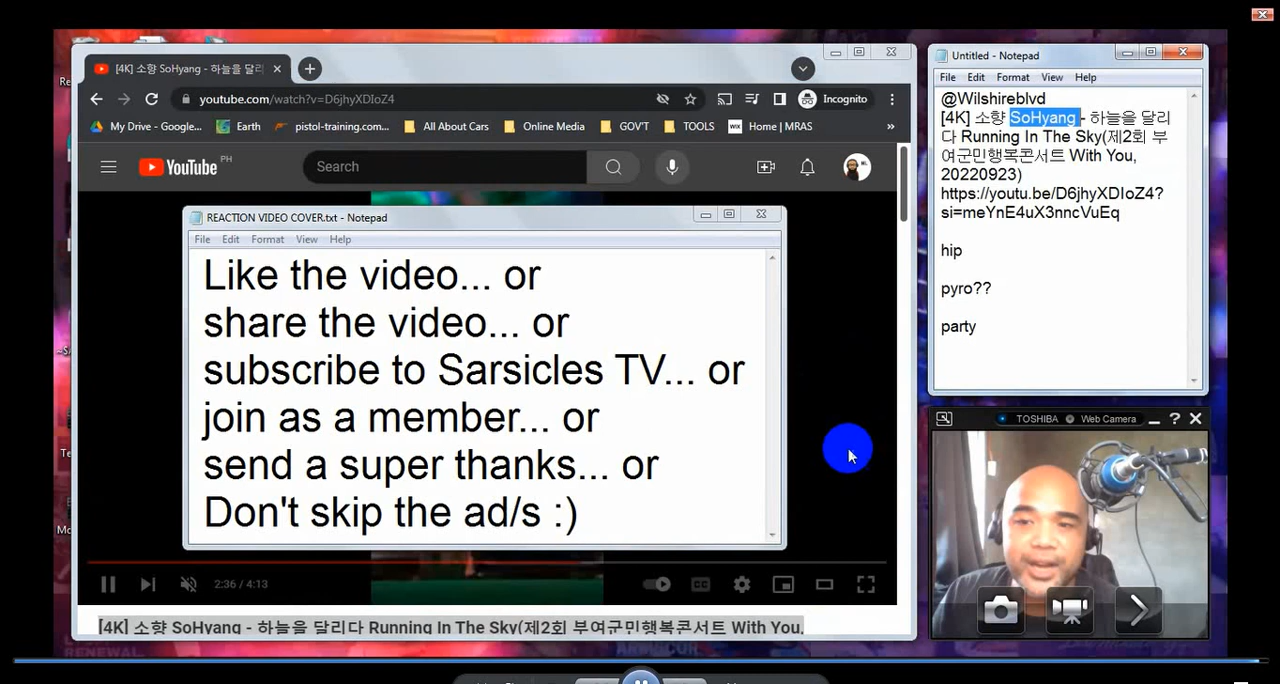 [4K] 소향 SoHyang - 하늘을 달리
youtube.com/watch?v=D6jhyXDIoZ4
Incognito
My Drive - Google...
Earth
pistol-training.com...
All About Cars
Online Media
GOV'T
TOOLS
WIX
Home | MRAS
»
YouTube PH
Search
REACTION VIDEO COVER.txt - Notepad
File Edit Format View Help
Like the video... or
share the video... or
subscribe to Sarsicles TV... or
join as a member... or
send a super thanks... or
Don't skip the ad/s :)
2:36 / 4:13
CC
[4K] 소향 SoHyang - 하늘을 달리다 Running In The Sky(제2회 부여군민행복콘서트 With You,
Untitled - Notepad
File Edit Format View Help
@Wilshireblvd
[4K] 소향 SoHyang - 하늘을 달리
다 Running In The Sky(제2회 부
여군민행복콘서트 With You,
20220923)
https://youtu.be/D6jhyXDIoZ4?
si=meYnE4uX3nncVuEq
hip
pyro??
party
TOSHIBA Web Camera
RENEWAL